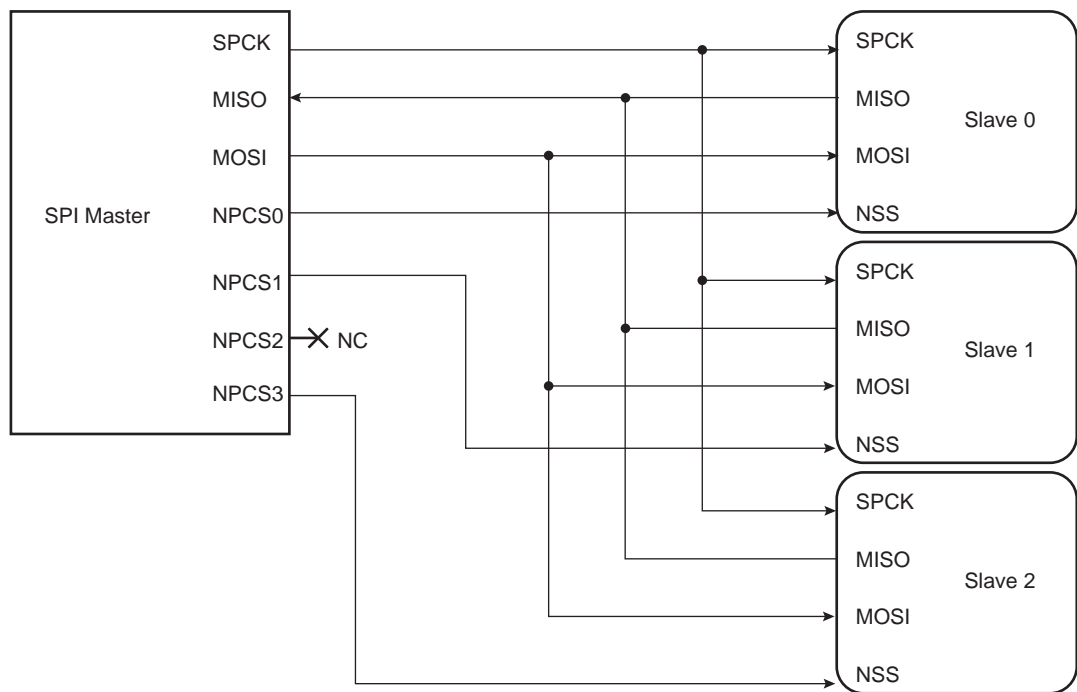 SPI Master
SPCK
MISO
MOSI
NPCS0
NPCS1
NPCS2
NC
NPCS3
SPCK
MISO
Slave 0
MOSI
NSS
SPCK
MISO
Slave 1
MOSI
NSS
SPCK
MISO
Slave 2
MOSI
NSS